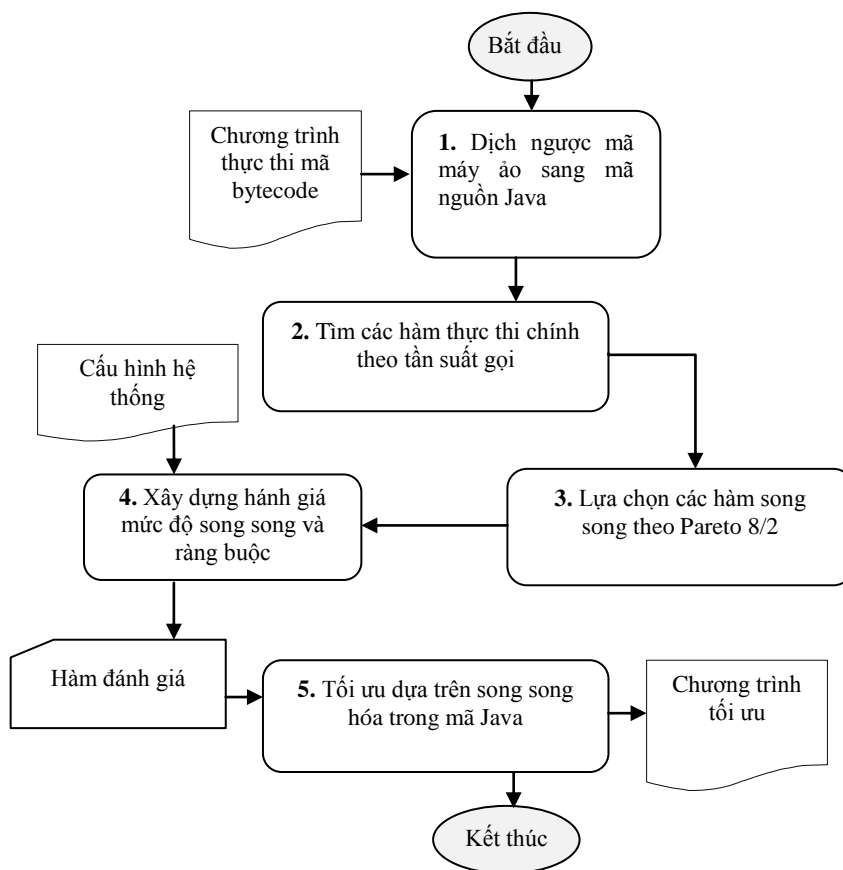 Bắt đầu
Chương trình
thực thi mã
bytecode
1. Dịch ngược mã
máy ảo sang mã
nguồn Java
2. Tìm các hàm thực thi chính
theo tần suất gọi
Cấu hình hệ
thống
4. Xây dựng hánh giá
mức độ song song và
ràng buộc
3. Lựa chọn các hàm song
song theo Pareto 8/2
Hàm đánh giá
5. Tối ưu dựa trên song song
hóa trong mã Java
Chương trình
tối ưu
Kết thúc